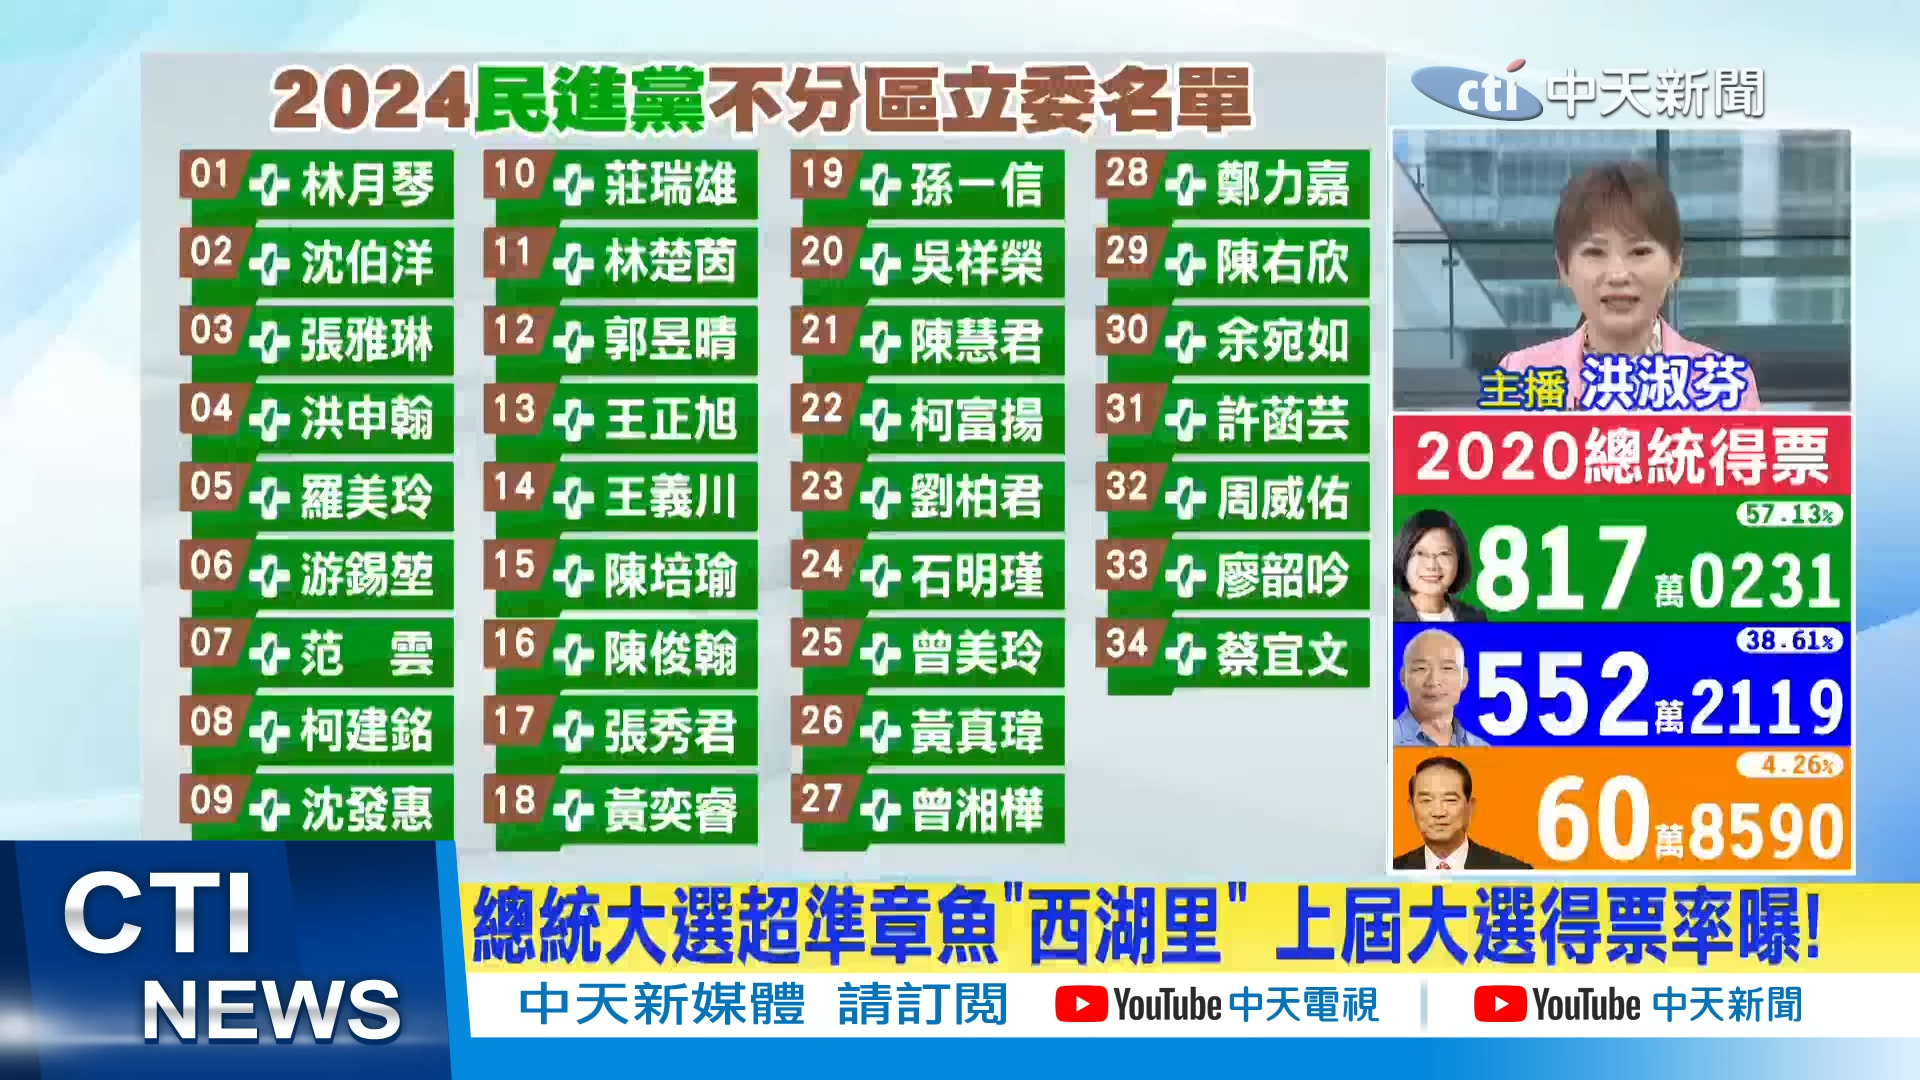 2024民進黨不分區立委名單
cti 中天新聞
01 林月琴
02 沈伯洋
03 張雅琳
04 洪申翰
05 羅美玲
06 游錫堃
07 范 雲
08 柯建銘
09 沈發惠
10 莊瑞雄
11 林楚茵
12 郭昱晴
13 王正旭
14 王義川
15 陳培瑜
16 陳俊翰
17 張秀君
18 黃奕睿
19 孫一信
20 吳祥榮
21 陳慧君
22 柯富揚
23 劉柏君
24 石明瑾
25 曾美玲
26 黃真瑋
27 曾湘樺
28 鄭力嘉
29 陳右欣
30 余宛如
31 許菡芸
32 周威佑
33 廖韶吟
34 蔡宜文
主播 洪淑芬
2020總統得票
57.13%
817萬0231
38.61%
552萬2119
4.26%
60萬8590
CTI
NEWS
總統大選超準章魚"西湖里" 上屆大選得票率曝!
中天新媒體 請訂閱 YouTube 中天電視 | YouTube 中天新聞